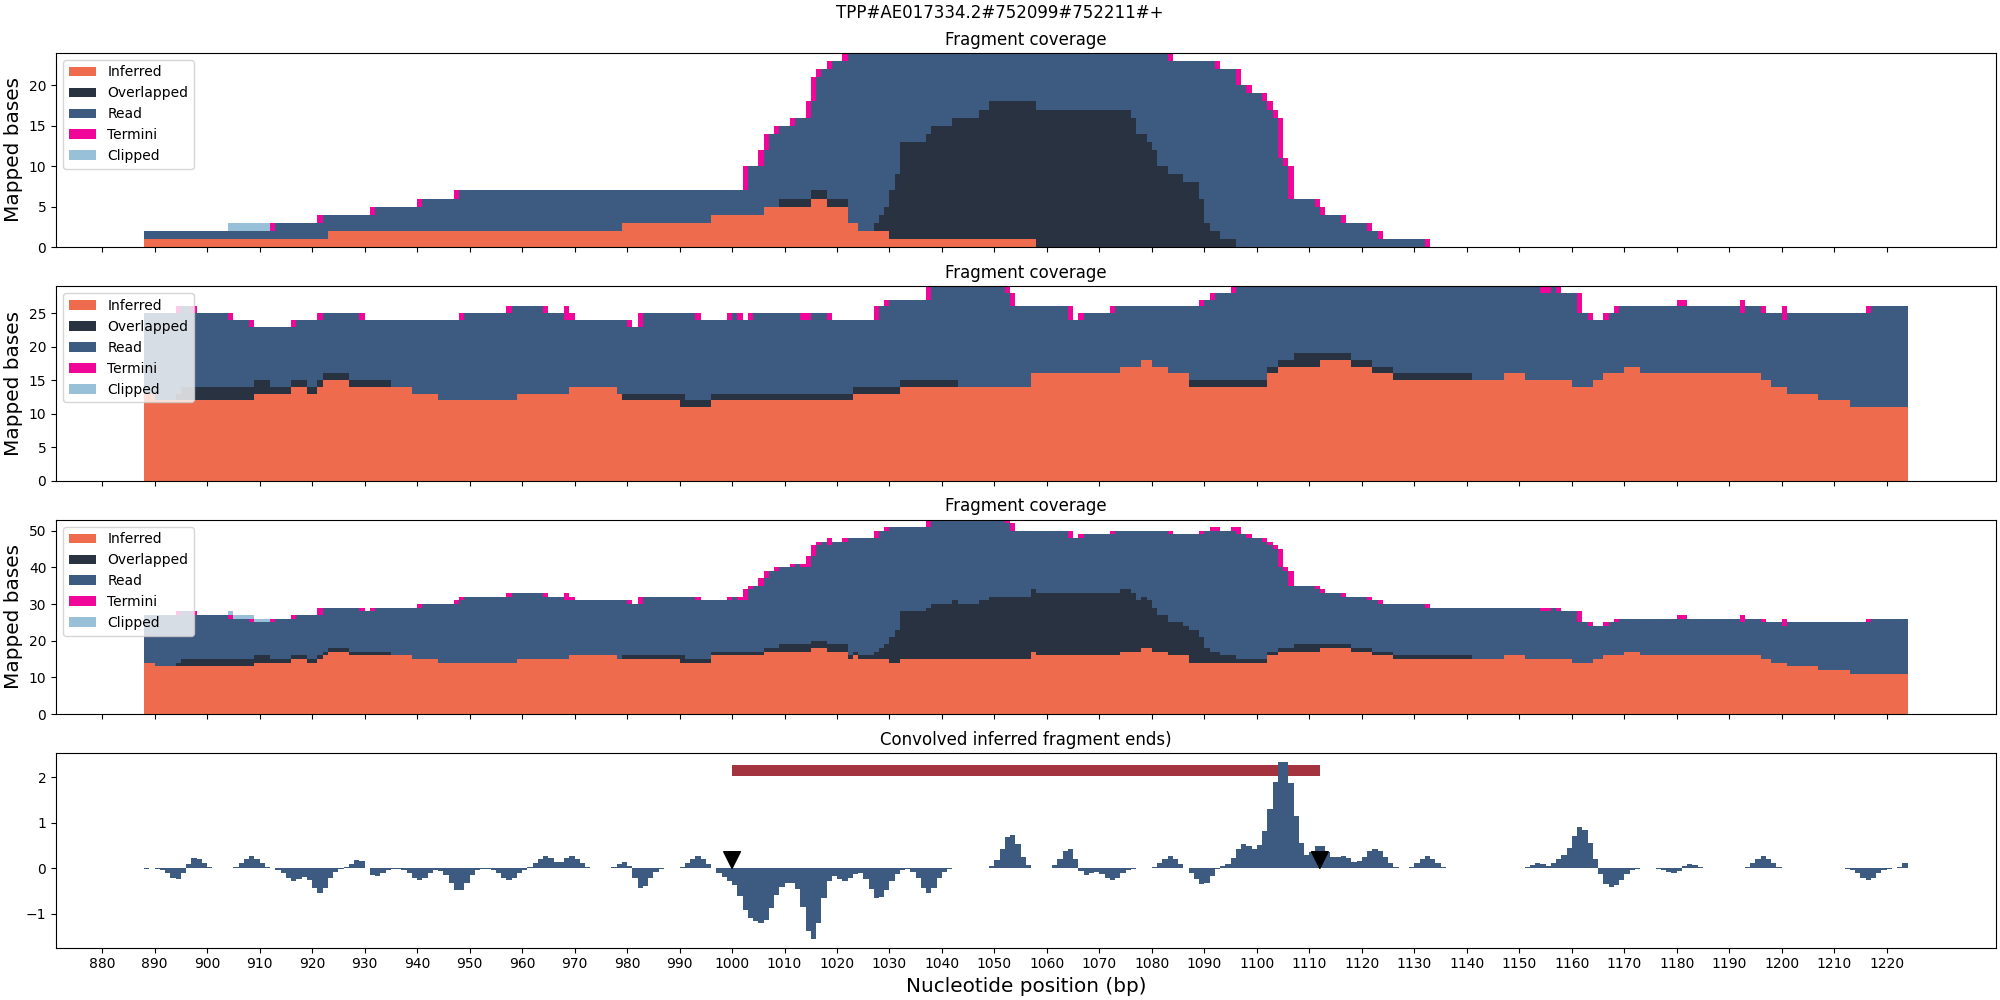 TPP#AE017334.2#752099#752211#+
Fragment coverage
Mapped bases
20
15
10
5
0
Inferred
Overlapped
Read
Termini
Clipped
Fragment coverage
Mapped bases
25
20
15
10
5
0
Inferred
Overlapped
Read
Termini
Clipped
Fragment coverage
Mapped bases
50
40
30
20
10
0
Inferred
Overlapped
Read
Termini
Clipped
Convolved inferred fragment ends)
2
1
0
−1
880 890 900 910 920 930 940 950 960 970 980 990 1000 1010 1020 1030 1040 1050 1060 1070 1080 1090 1100 1110 1120 1130 1140 1150 1160 1170 1180 1190 1200 1210 1220
Nucleotide position (bp)